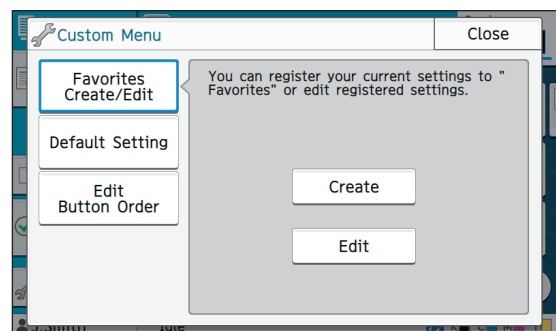 Custom Menu
Close
Favorites
Create/Edit
You can register your current settings to "
Favorites" or edit registered settings.
Default Setting
Edit
Button Order
Create
Edit
J.Smith
Idle
K
C
M
Y